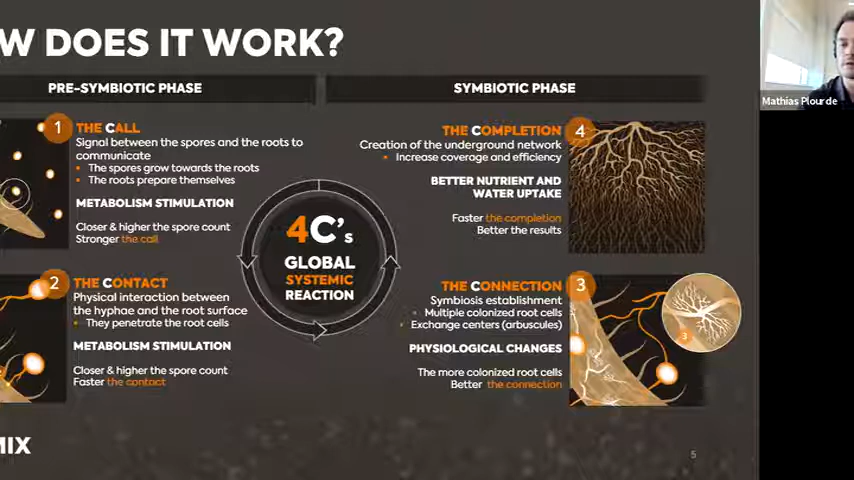 W DOES IT WORK?
PRE-SYMBIOTIC PHASE
1 THE CALL
Signal between the spores and the roots to
communicate
• The spores grow towards the roots
• The roots prepare themselves
METABOLISM STIMULATION
Closer & higher the spore count
Stronger the call
2 THE CONTACT
Physical interaction between
the hyphae and the root surface
• They penetrate the root cells
METABOLISM STIMULATION
Closer & higher the spore count
Faster the contact
4C's
GLOBAL
SYSTEMIC
REACTION
SYMBIOTIC PHASE
THE COMPLETION 4
Creation of the underground network
• Increase coverage and efficiency
BETTER NUTRIENT AND
WATER UPTAKE
Faster the completion
Better the results
THE CONNECTION 3
Symbiosis establishment
• Multiple colonized root cells
• Exchange centers (arbuscules)
PHYSIOLOGICAL CHANGES
The more colonized root cells
Better the connection
3
MIX
5
Mathias Plourde